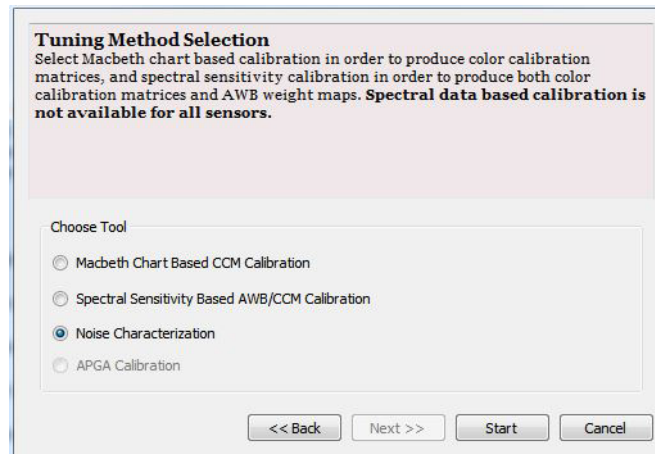 Tuning Method Selection
Select Macbeth chart based calibration in order to produce color calibration
matrices, and spectral sensitivity calibration in order to produce both color
calibration matrices and AWB weight maps. Spectral data based calibration is
not available for all sensors.
Choose Tool
Macbeth Chart Based CCM Calibration
Spectral Sensitivity Based AWB/CCM Calibration
Noise Characterization
APGA Calibration
<< Back Next >> Start Cancel